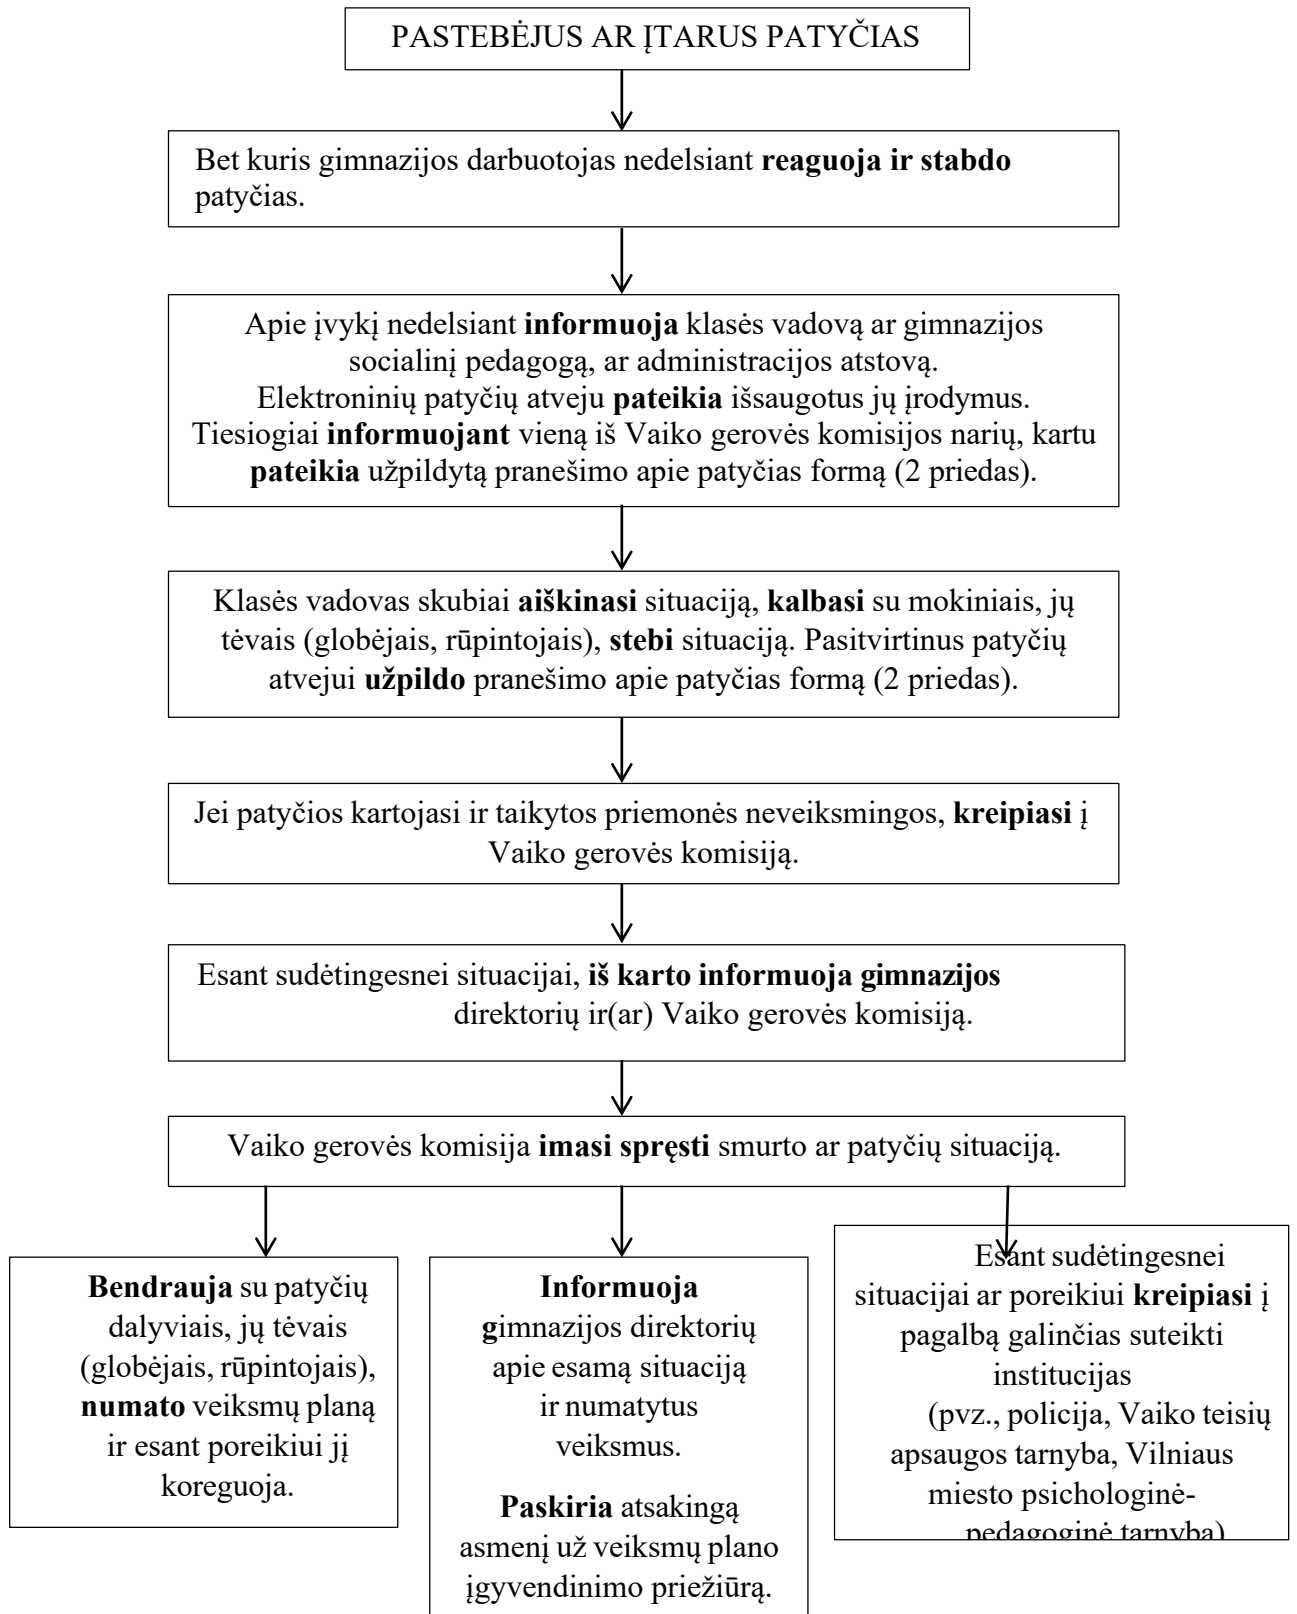 PASTEBĖJUS AR ĮTARUS PATYČIAS
Bet kuris gimnazijos darbuotojas nedelsiant reaguoja ir stabdo
patyčias.
Apie įvykį nedelsiant informuoja klasės vadovą ar gimnazijos
socialinį pedagogą, ar administracijos atstovą.
Elektroninių patyčių atveju pateikia išsaugotus jų įrodymus.
Tiesiogiai informuojant vieną iš Vaiko gerovės komisijos narių, kartu
pateikia užpildytą pranešimo apie patyčias formą (2 priedas).
Klasės vadovas skubiai aiškinasi situaciją, kalbasi su mokiniais, jų
tėvais (globėjais, rūpintojais), stebi situaciją. Pasitvirtinus patyčių
atvejui užpildo pranešimo apie patyčias formą (2 priedas).
Jei patyčios kartojasi ir taikytos priemonės neveiksmingos, kreipiasi į
Vaiko gerovės komisiją.
Esant sudėtingesnei situacijai, iš karto informuoja gimnazijos
direktorių ir(ar) Vaiko gerovės komisiją.
Vaiko gerovės komisija imasi spręsti smurto ar patyčių situaciją.
Bendrauja su patyčių
dalyviais, jų tėvais
(globėjais, rūpintojais),
numato veiksmų planą
ir esant poreikiui jį
koreguoja.
Informuoja
gimnazijos direktorių
apie esamą situaciją
ir numatytus
veiksmus.
Paskiria atsakingą
asmenį už veiksmų plano
įgyvendinimo priežiūrą.
Esant sudėtingesnei
situacijai ar poreikiui kreipiasi į
pagalbą galinčias suteikti
institucijas
(pvz., policija, Vaiko teisių
apsaugos tarnyba, Vilniaus
miesto psichologinė-
pedagoginė tarnyba)